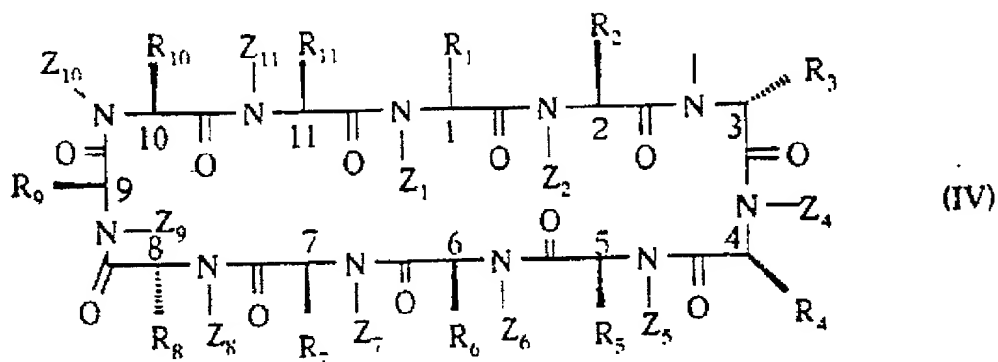 R₁₀ Z₁₁ R₁₁ R₁ R₂
Z₁₀ R₃
N N N N N
10 11 1 2 3
O O O O O O
R₉ 9 Z₁ Z₂ N Z₄ (IV)
N Z₉ 8 7 6 O 5 4
N N N N
O O O O O
R₈ Z₈ R₇ Z₇ R₆ Z₆ R₅ Z₅ R₄